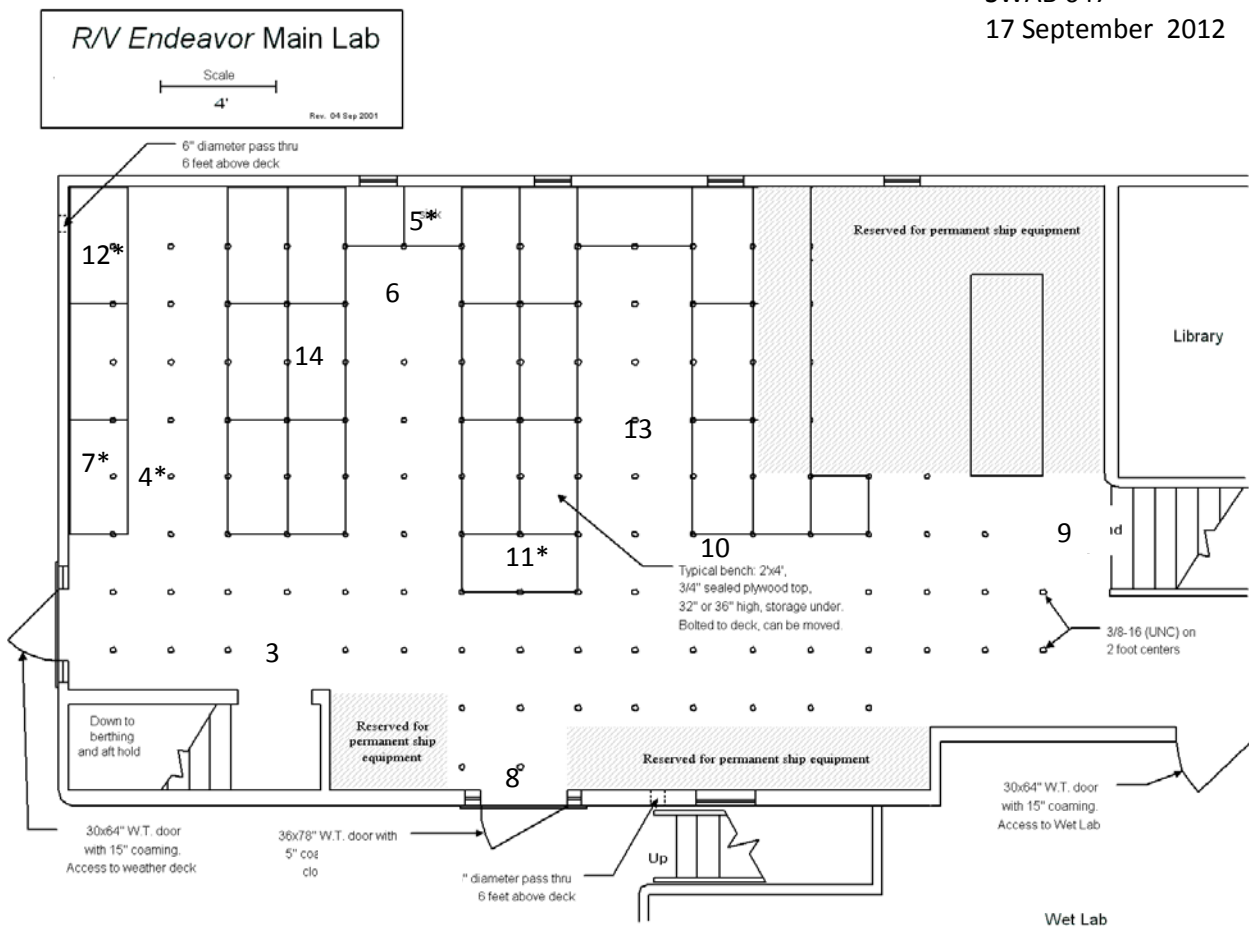 17 September 2012
R/V Endeavor Main Lab
Scale
4'
Rev. 04 Sep 2001
6" diameter pass thru
6 feet above deck
5*
12*
Reserved for permanent ship equipment
6
Library
14
13
7*
4*
9
11*
10
Typical bench: 2'x4',
3/4" sealed plywood top,
32" or 36" high, storage under.
Bolted to deck, can be moved.
3/8-16 (UNC) on
2 foot centers
3
Down to
berthing
and aft hold
Reserved for
permanent ship
equipment
Reserved for permanent ship equipment
8
30x64" W.T. door
with 15" coaming.
Access to weather deck
36x78" W.T. door with
5"
" diameter pass thru
6 feet above deck
Up
30x64" W.T. door
with 15" coaming.
Access to Wet Lab
Wet Lab